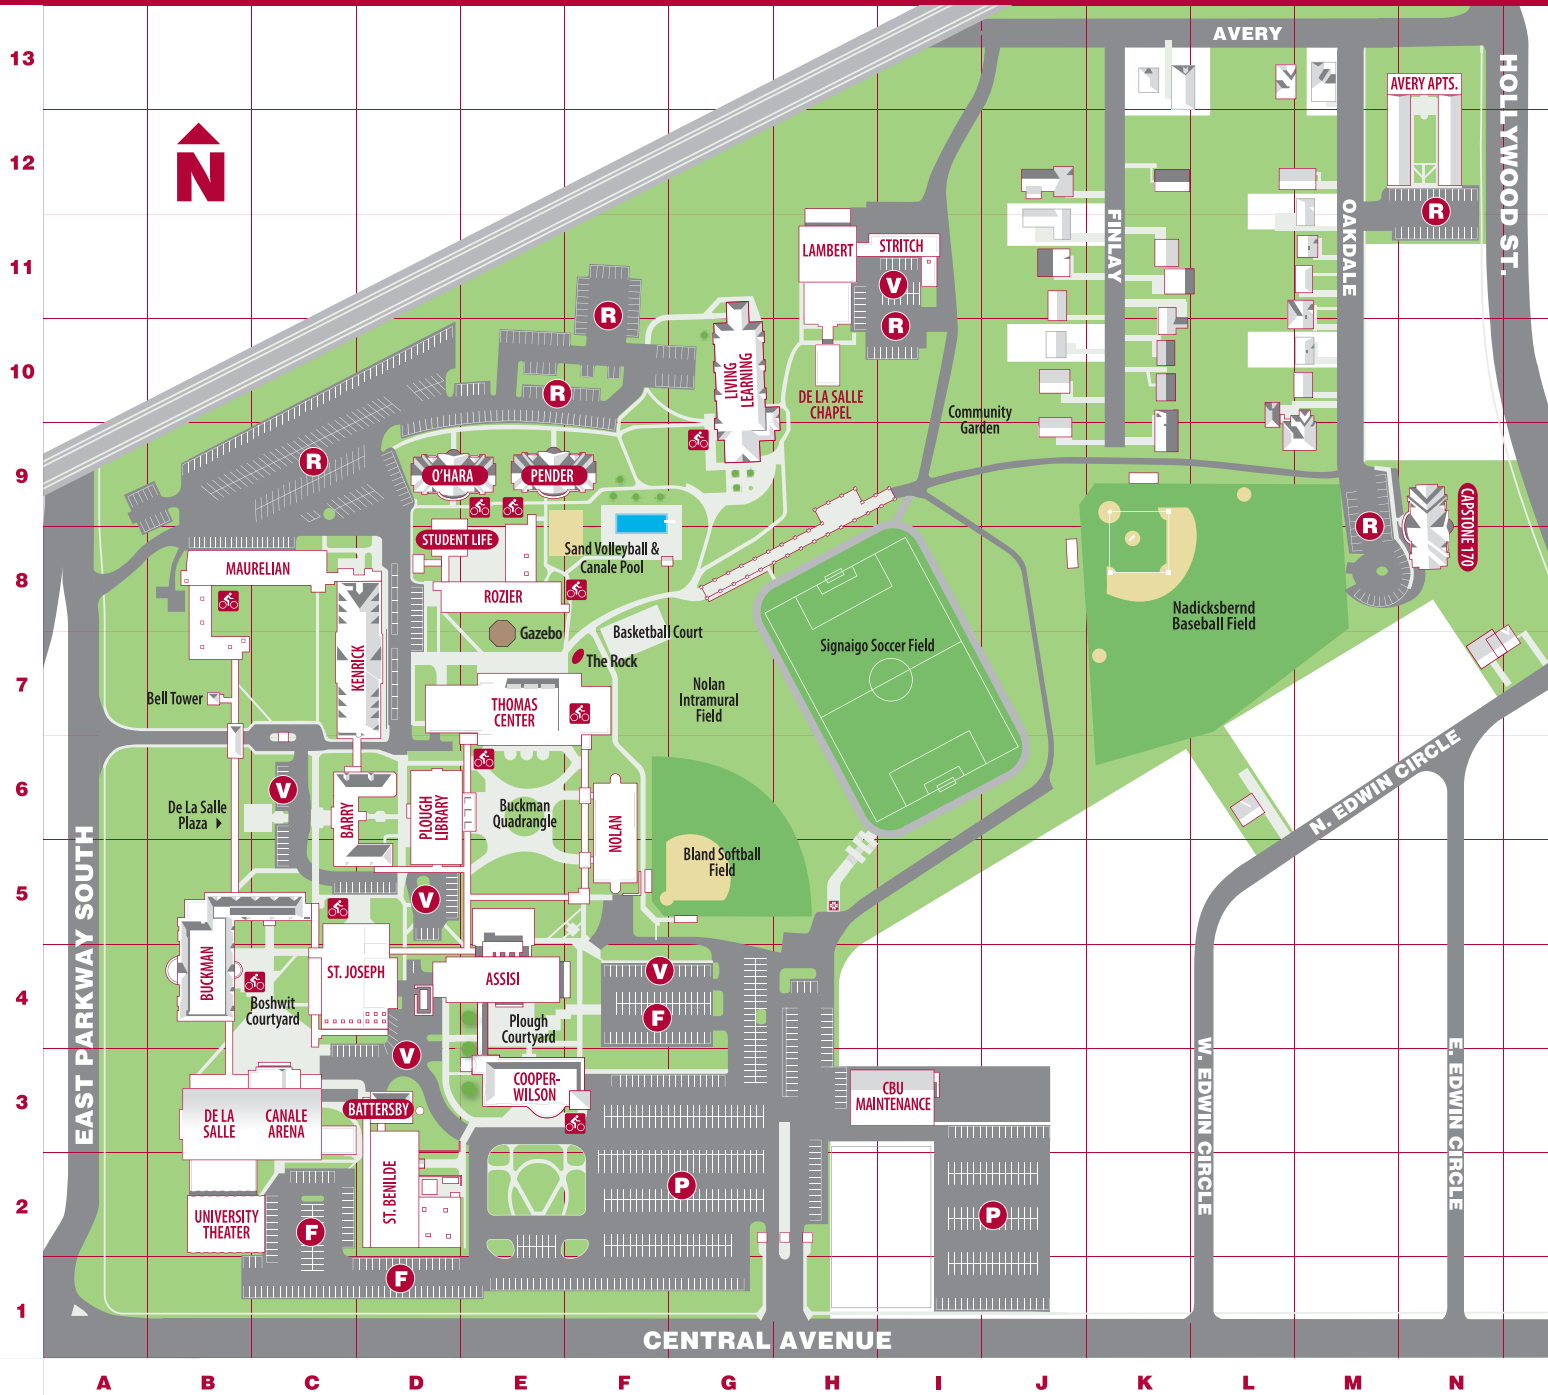 13
AVERY
HOLLYWOOD ST.
AVERY APTS.
12
N
R
FINLAY
OAKDALE
11
LAMBERT
STRITCH
V
R
R
10
LIVING
LEARNING
R
DE LA SALLE
CHAPEL
Community
Garden
9
R
O'HARA
PENDER
R
CAPSTONE 170
STUDENT LIFE
Sand Volleyball &
Canale Pool
8
MAURELIAN
ROZIER
Nadicksbernd
Baseball Field
Gazebo
Basketball Court
Signaigo Soccer Field
KENRICK
The Rock
7
Bell Tower
THOMAS
CENTER
Nolan
Intramural
Field
N. EDWIN CIRCLE
6
V
De La Salle
Plaza
BARRY
PLOUGH
LIBRARY
Buckman
Quadrangle
NOLAN
EAST PARKWAY SOUTH
Bland Softball
Field
5
V
BUCKMAN
ST. JOSEPH
ASSISI
V
4
Boshwit
Courtyard
Plough
Courtyard
F
V
W. EDWIN CIRCLE
E. EDWIN CIRCLE
3
COOPER-
WILSON
CBU
MAINTENANCE
BATTERSBY
DE LA
SALLE
CANALE
ARENA
ST. BENILDE
P
2
UNIVERSITY
THEATER
F
P
F
1
CENTRAL AVENUE
A B C D E F G H I J K L M N